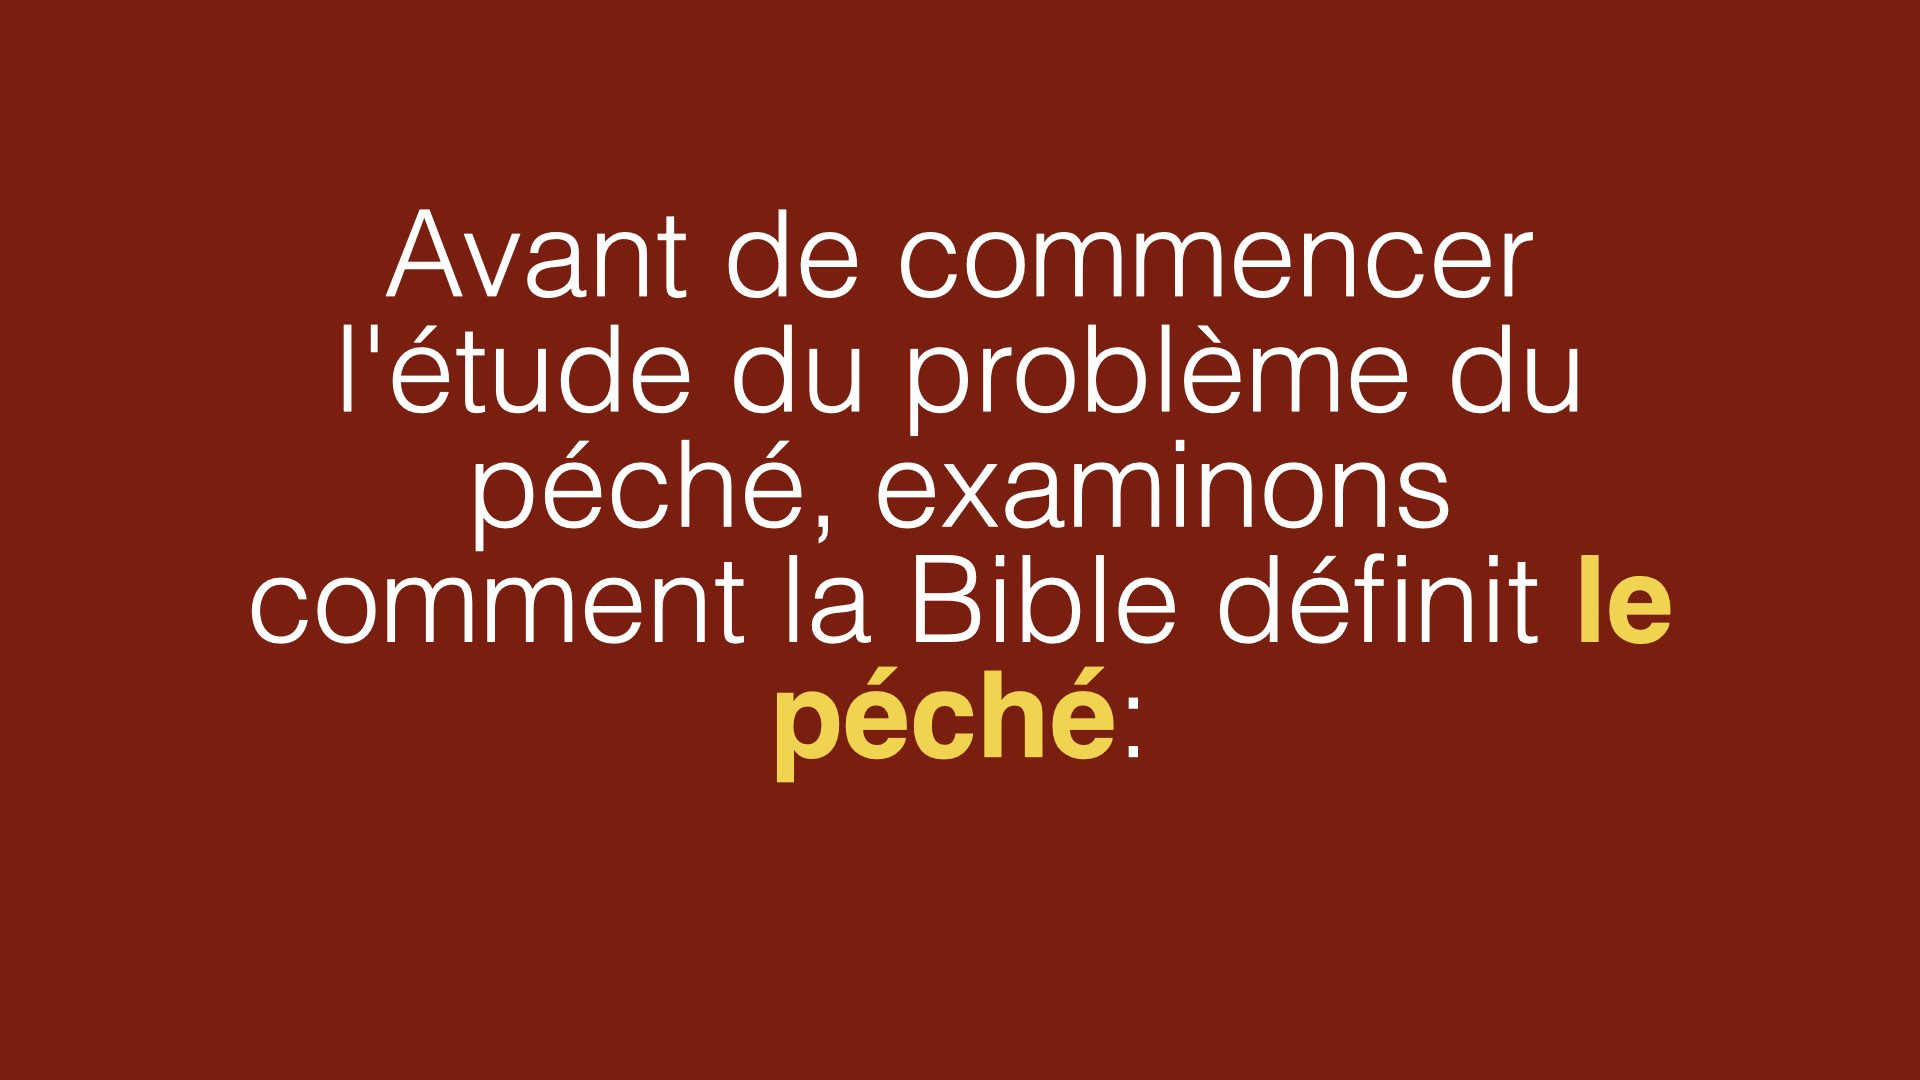 Avant de commencer
l'étude du problème du
péché, examinons
comment la Bible définit le
péché: